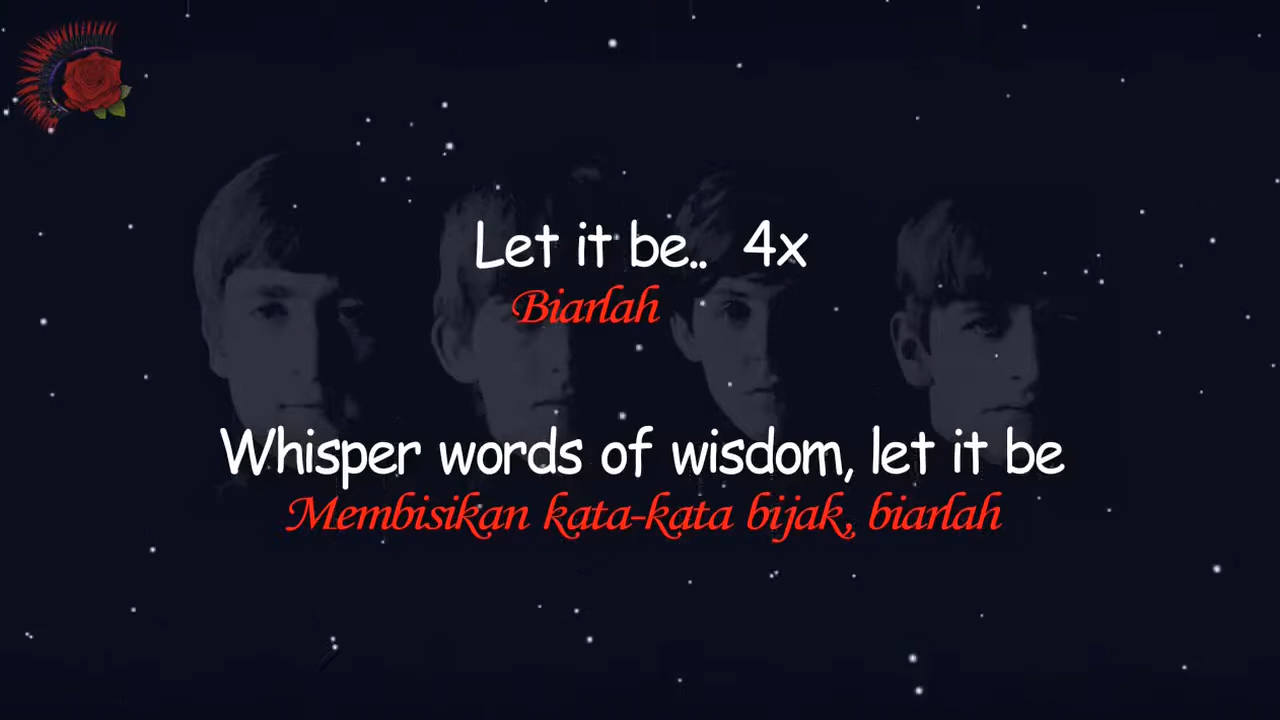 Let it be.. 4x
Biarlah
Whisper words of wisdom, let it be
Membisikan kata-kata bijak, biarlah